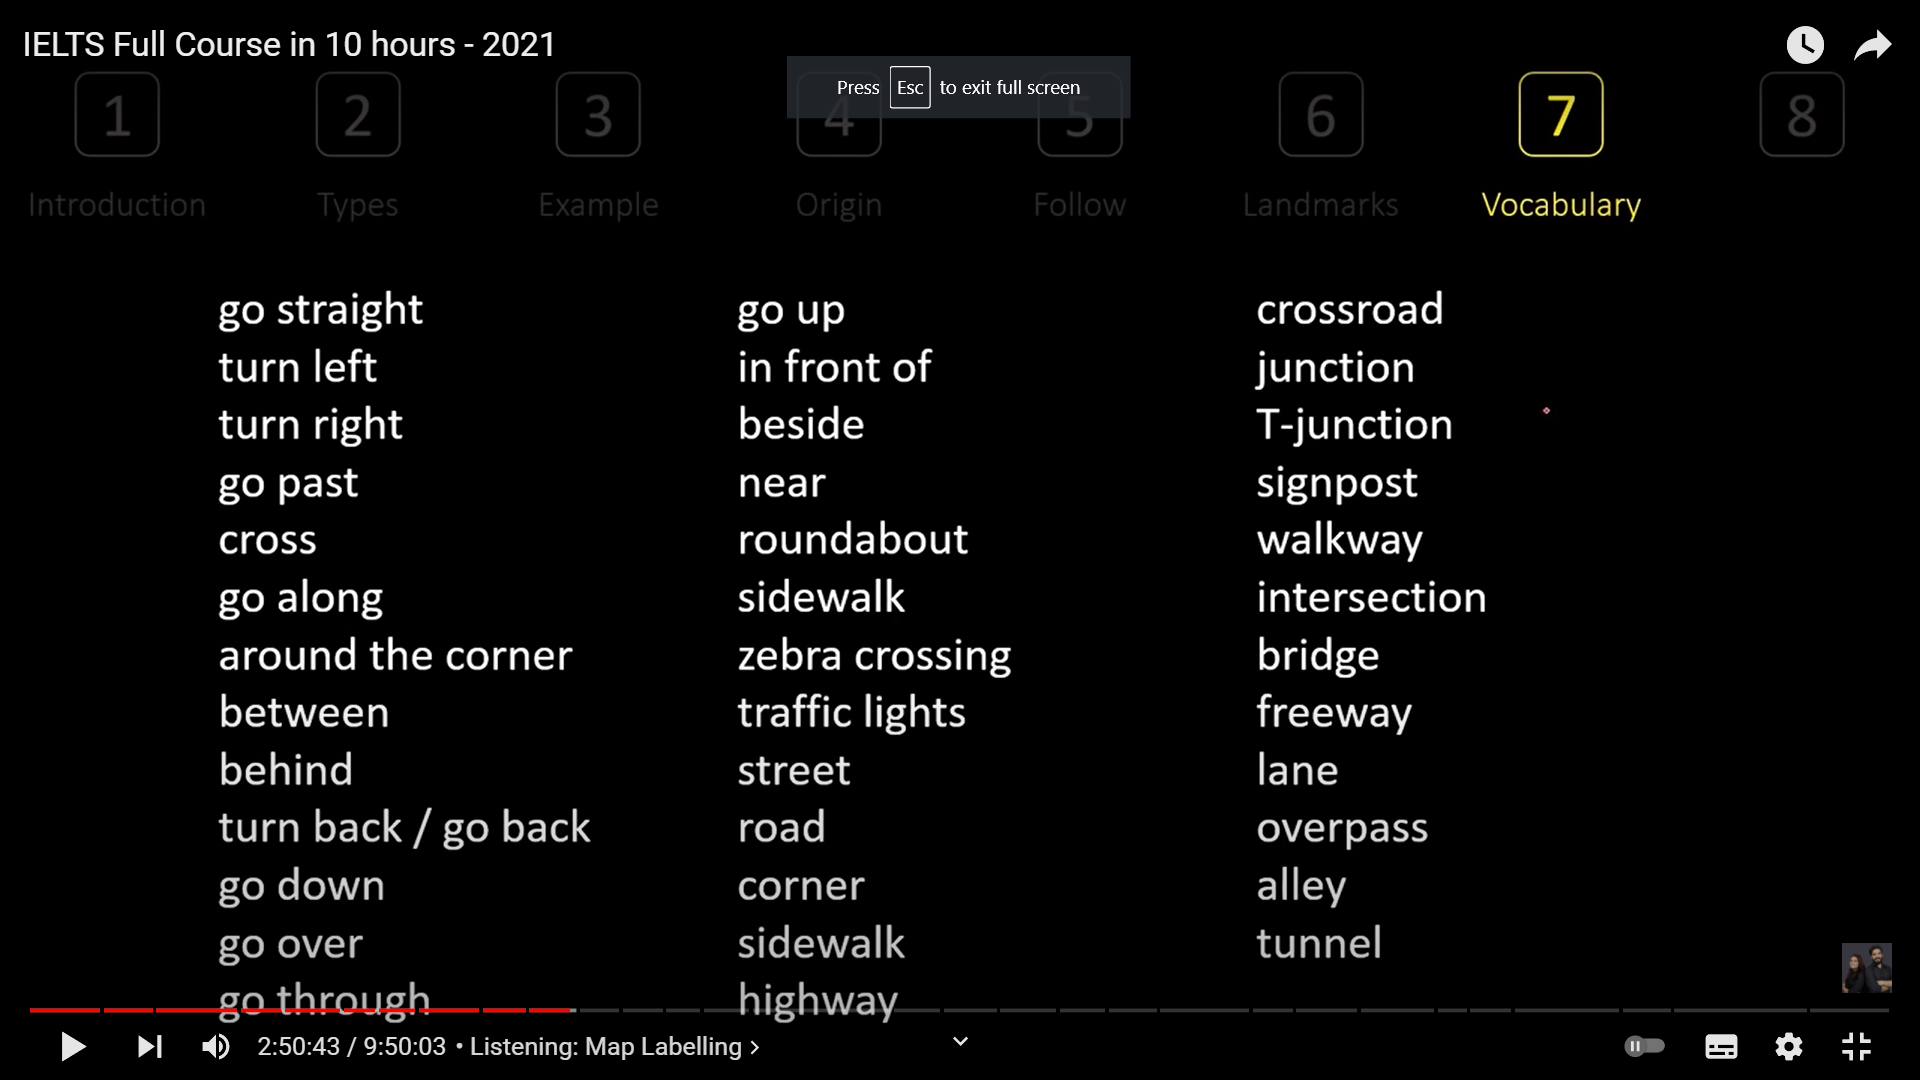 IELTS Full Course in 10 hours - 2021
Press Esc to exit full screen
1 2 3 4 5 6 7 8
Introduction Types Example Origin Follow Landmarks Vocabulary
go straight
turn left
turn right
go past
cross
go along
around the corner
between
behind
turn back / go back
go down
go over
go through
go up
in front of
beside
near
roundabout
sidewalk
zebra crossing
traffic lights
street
road
corner
sidewalk
highway
crossroad
junction
T-junction
signpost
walkway
intersection
bridge
freeway
lane
overpass
alley
tunnel
2:50:43 / 9:50:03 • Listening: Map Labelling >